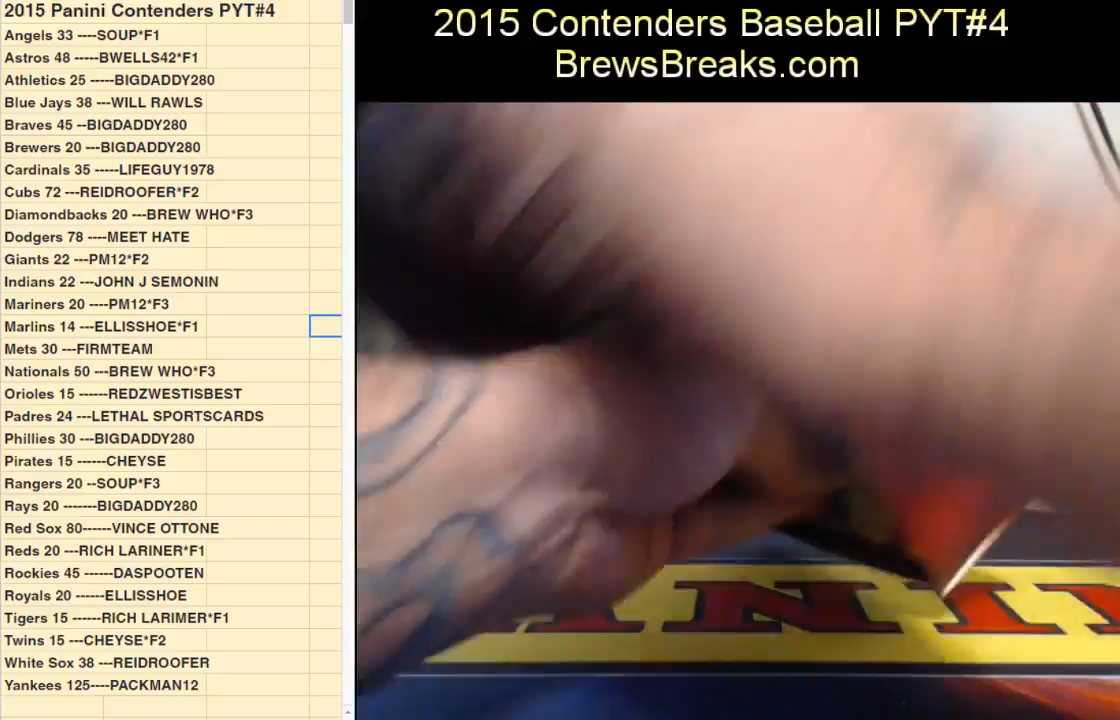 2015 Panini Contenders PYT#4
Angels 33 ----SOUP*F1
Astros 48 -----BWELLS42*F1
Athletics 25 -----BIGDADDY280
Blue Jays 38 ---WILL RAWLS
Braves 45 --BIGDADDY280
Brewers 20 ---BIGDADDY280
Cardinals 35 -----LIFEGUY1978
Cubs 72 ---REIDROOFER*F2
Diamondbacks 20 ---BREW WHO*F3
Dodgers 78 ----MEET HATE
Giants 22 ---PM12*F2
Indians 22 ---JOHN J SEMONIN
Mariners 20 ----PM12*F3
Marlins 14 ---ELLISSHOE*F1
Mets 30 ---FIRMTEAM
Nationals 50 ---BREW WHO*F3
Orioles 15 ------REDZWESTISBEST
Padres 24 ---LETHAL SPORTSCARDS
Phillies 30 ---BIGDADDY280
Pirates 15 ------CHEYSE
Rangers 20 --SOUP*F3
Rays 20 -------BIGDADDY280
Red Sox 80------VINCE OTTONE
Reds 20 ---RICH LARINER*F1
Rockies 45 ------DASPOOTEN
Royals 20 -----ELLISSHOE
Tigers 15 ------RICH LARIMER*F1
Twins 15 ---CHEYSE*F2
White Sox 38 ---REIDROOFER
Yankees 125----PACKMAN12
2015 Contenders Baseball PYT#4
BrewsBreaks.com